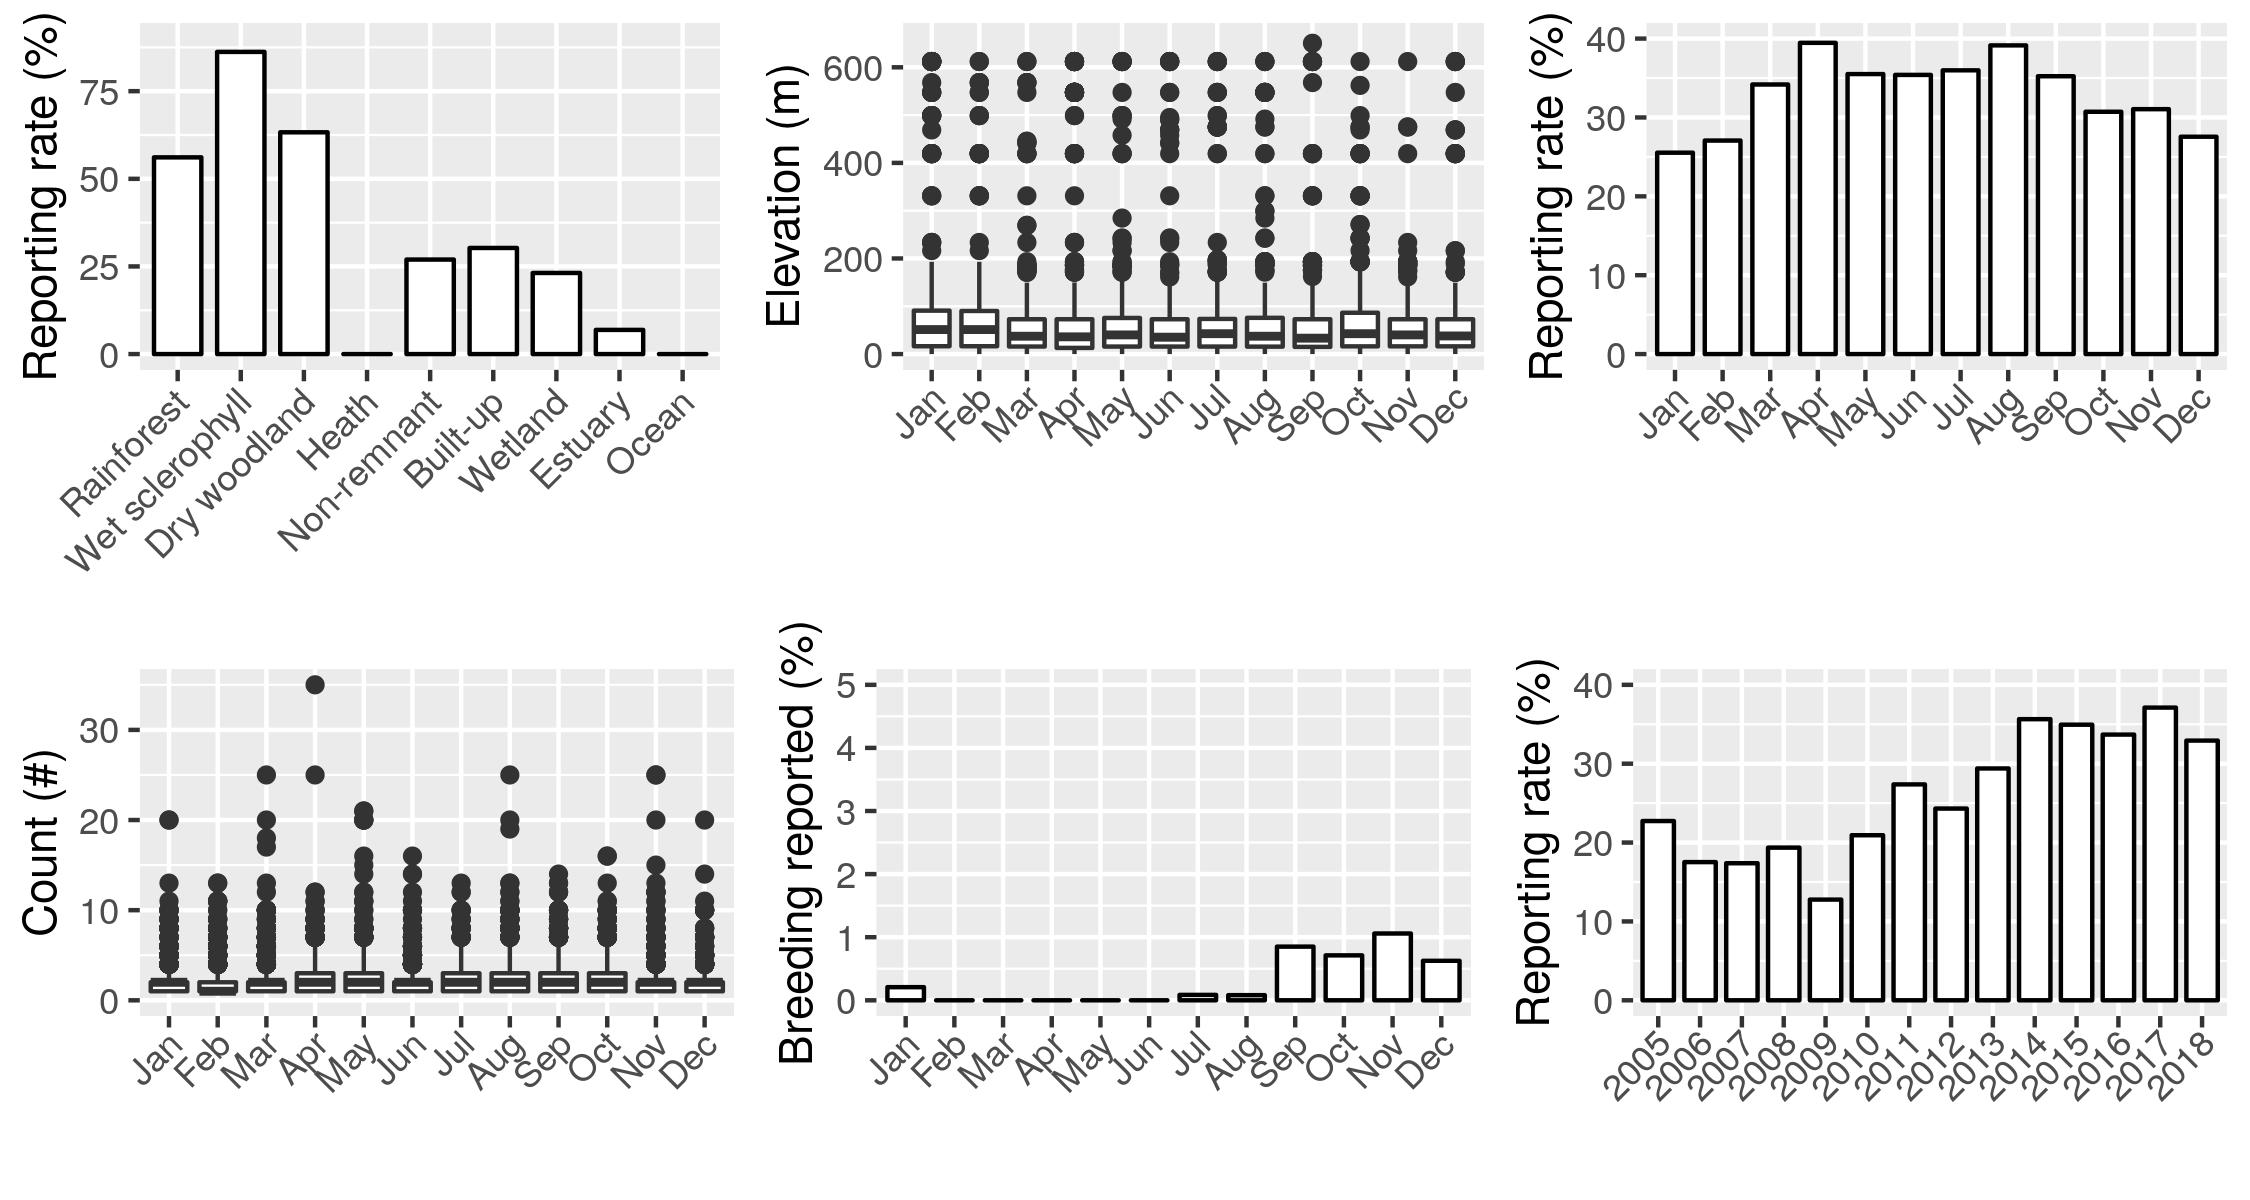 Reporting rate (%)
75
50
25
0
Rainforest
Wet sclerophyll
Dry woodland
Heath
Non-remnant
Built-up
Wetland
Estuary
Ocean
Elevation (m)
600
400
200
0
Jan
Feb
Mar
Apr
May
Jun
Jul
Aug
Sep
Oct
Nov
Dec
Reporting rate (%)
40
30
20
10
0
Jan
Feb
Mar
Apr
May
Jun
Jul
Aug
Sep
Oct
Nov
Dec
Count (#)
30
20
10
0
Jan
Feb
Mar
Apr
May
Jun
Jul
Aug
Sep
Oct
Nov
Dec
Breeding reported (%)
5
4
3
2
1
0
Jan
Feb
Mar
Apr
May
Jun
Jul
Aug
Sep
Oct
Nov
Dec
Reporting rate (%)
40
30
20
10
0
2005
2006
2007
2008
2009
2010
2011
2012
2013
2014
2015
2016
2017
2018